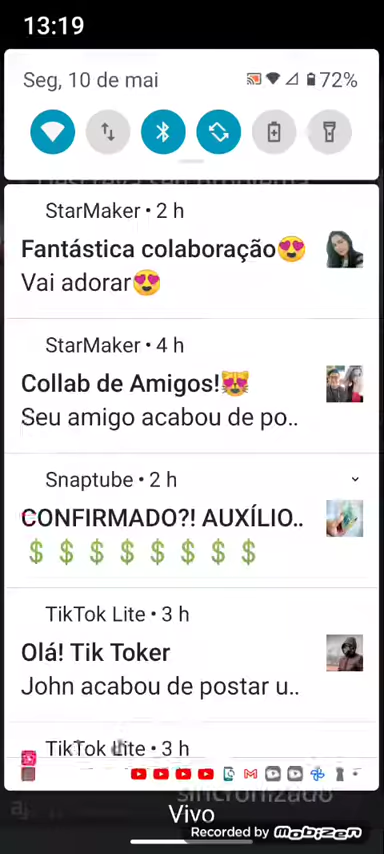 13:19
Seg, 10 de mai
72%
StarMaker • 2 h
Fantástica colaboração😍
Vai adorar😍
StarMaker • 4 h
Collab de Amigos!😻
Seu amigo acabou de po..
Snaptube • 2 h
CONFIRMADO?! AUXÍLIO..
💲💲💲💲💲💲💲💲
TikTok Lite • 3 h
Olá! Tik Toker
John acabou de postar u..
TikTok Lite • 3 h
sincronizado
Vivo
Recorded by mobizen